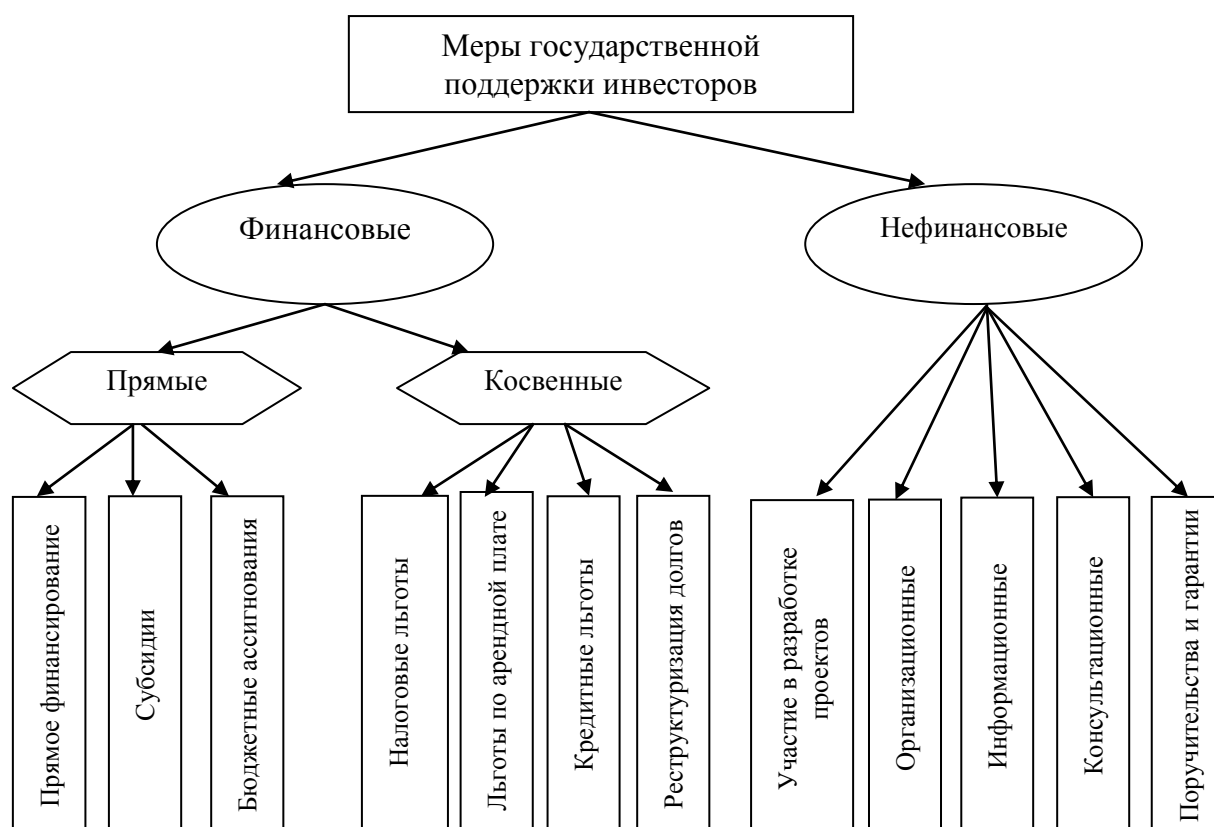 Меры государственной
поддержки инвесторов
Финансовые
Нефинансовые
Прямые
Косвенные
Прямое финансирование
Субсидии
Бюджетные ассигнования
Налоговые льготы
Льготы по арендной плате
Кредитные льготы
Реструктуризация долгов
Участие в разработке
проектов
Организационные
Информационные
Консультационные
Поручительства и гарантии